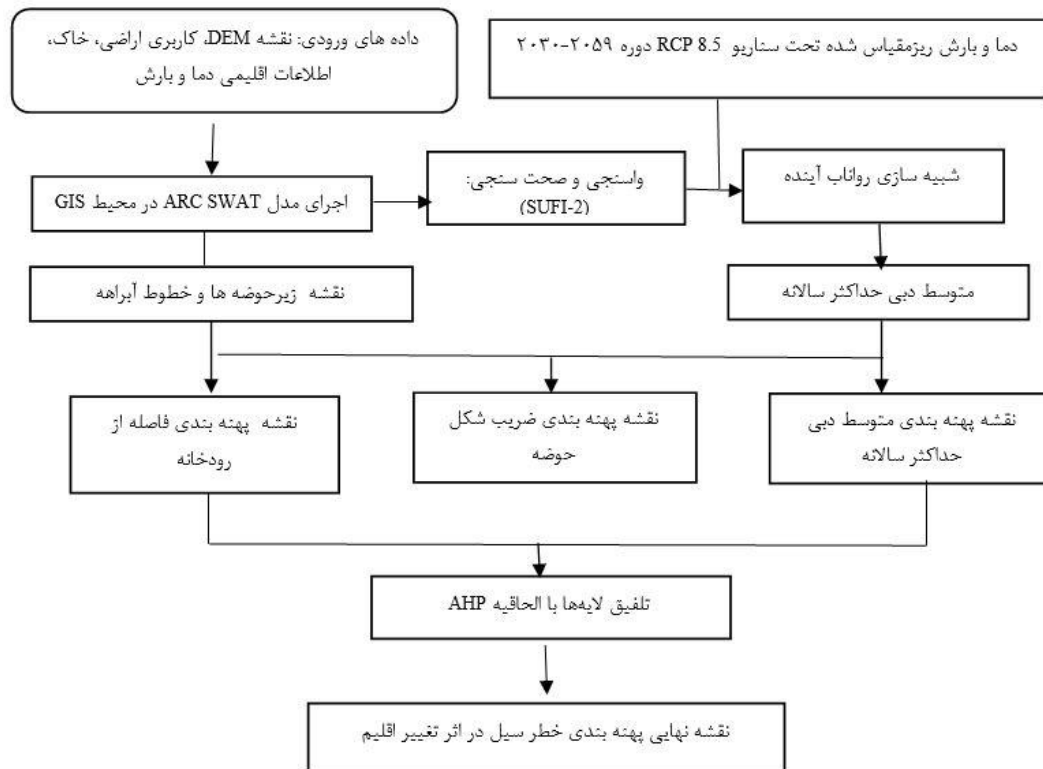 داده های ورودی: نقشه DEM، کاربری اراضی، خاک،
اطلاعات اقلیمی دما و بارش
دما و بارش ریزمقیاس شده تحت سناریو RCP 8.5 دوره ۲۰۵۹-۲۰۳۰
اجرای مدل ARC SWAT در محیط GIS
واسنجی و صحت سنجی:
(SUFI-2)
شبیه سازی رواناب آینده
نقشه زیرحوضه ها و خطوط آبراهه
متوسط دبی حداکثر سالانه
نقشه پهنه بندی فاصله از
رودخانه
نقشه پهنه بندی ضریب شکل
حوضه
نقشه پهنه بندی متوسط دبی
حداکثر سالانه
تلفیق لایه‌ها با الحاقیه AHP
نقشه نهایی پهنه بندی خطر سیل در اثر تغییر اقلیم